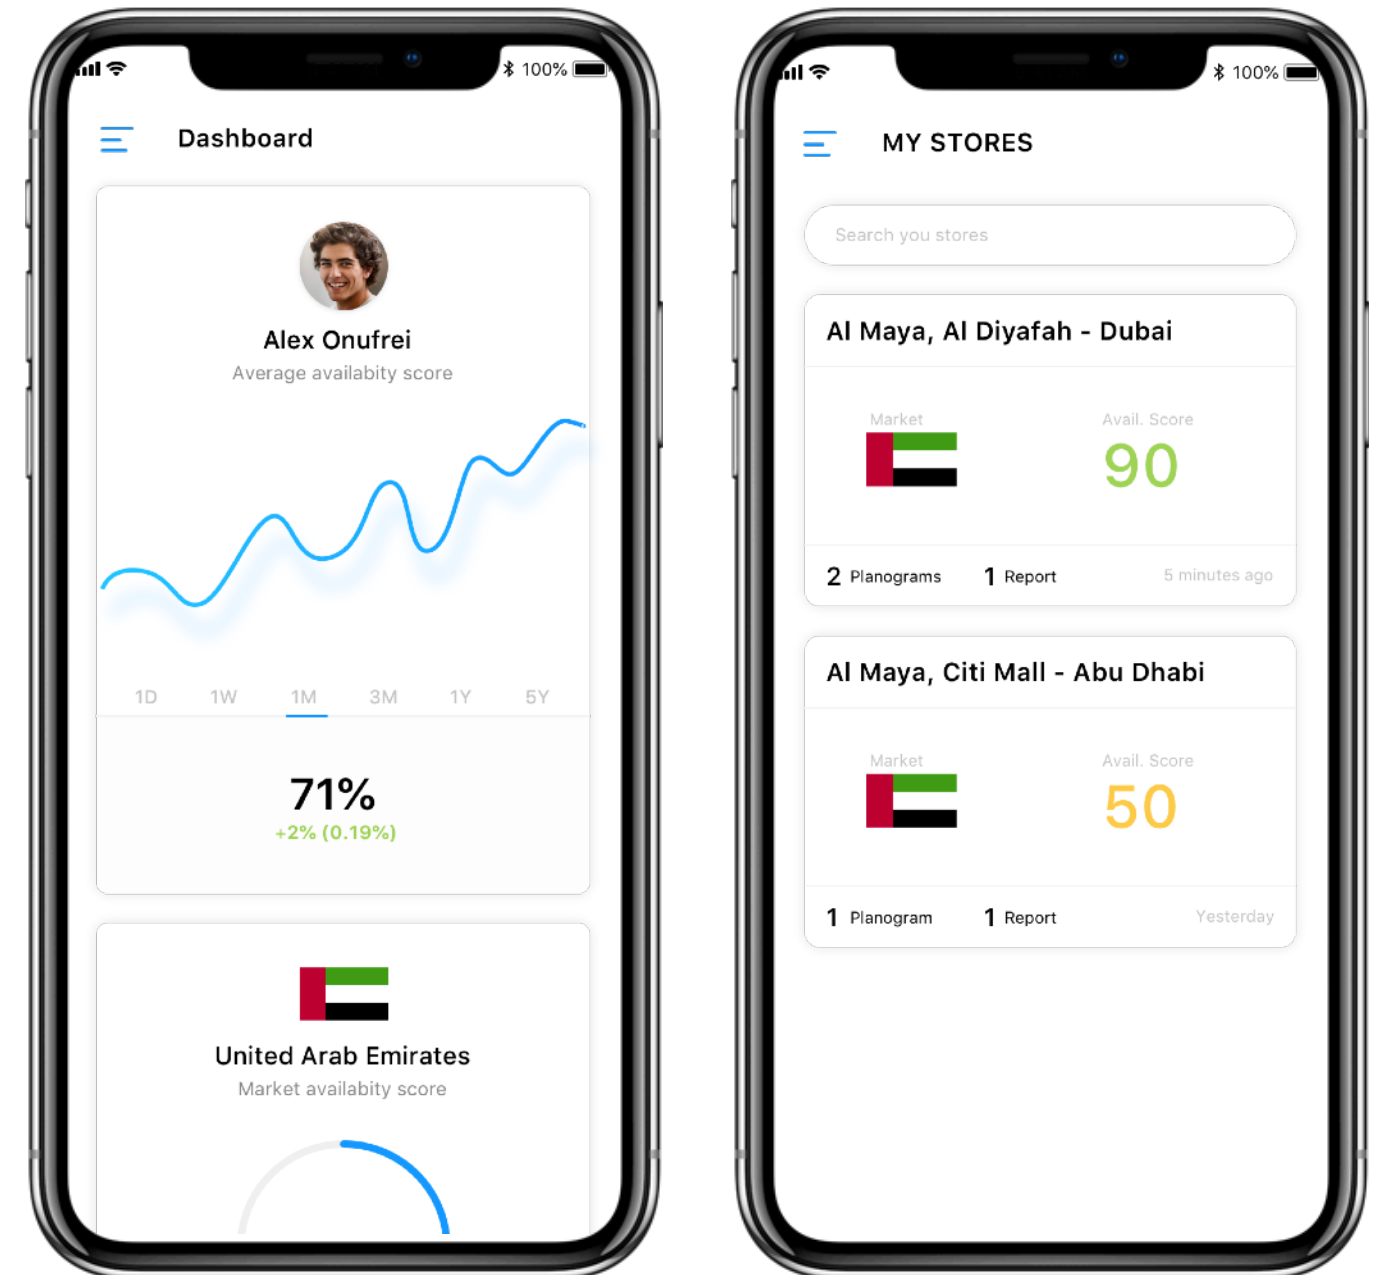 100%
Dashboard
Alex Onufrei
Average availabity score
1D 1W 1M 3M 1Y 5Y
71%
+2% (0.19%)
United Arab Emirates
Market availabity score
100%
MY STORES
Search you stores
Al Maya, Al Diyafah - Dubai
Market Avail. Score
90
2 Planograms 1 Report 5 minutes ago
Al Maya, Citi Mall - Abu Dhabi
Market Avail. Score
50
1 Planogram 1 Report Yesterday